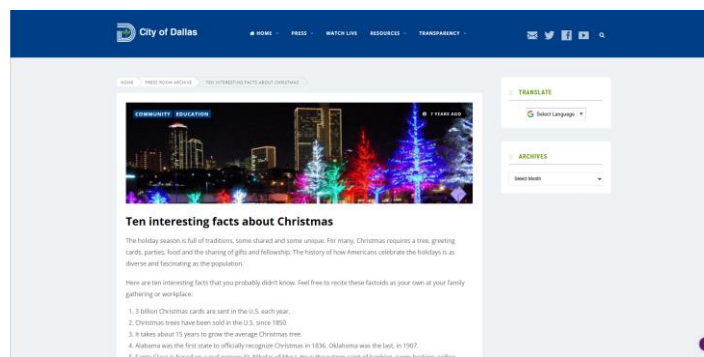 City of Dallas
HOME PRESS WATCH LIVE RESOURCES TRANSPARENCY
HOME PRESS ROOM ARCHIVE TEN INTERESTING FACTS ABOUT CHRISTMAS
COMMUNITY EDUCATION
7 YEARS AGO
Ten interesting facts about Christmas
The holiday season is full of traditions, some shared and some unique. For many, Christmas requires a tree, greeting
cards, parties, food and the sharing of gifts and fellowship. The history of how Americans celebrate the holidays is as
diverse and fascinating as the population.
Here are ten interesting facts that you probably didn't know. Feel free to recite these factoids as your own at your family
gathering or workplace:
1. 3 billion Christmas cards are sent in the U.S. each year.
2. Christmas trees have been sold in the U.S. since 1850.
3. It takes about 15 years to grow the average Christmas tree.
4. Alabama was the first state to officially recognize Christmas in 1836. Oklahoma was the last, in 1907.
TRANSLATE
Select Language
ARCHIVES
Select Month